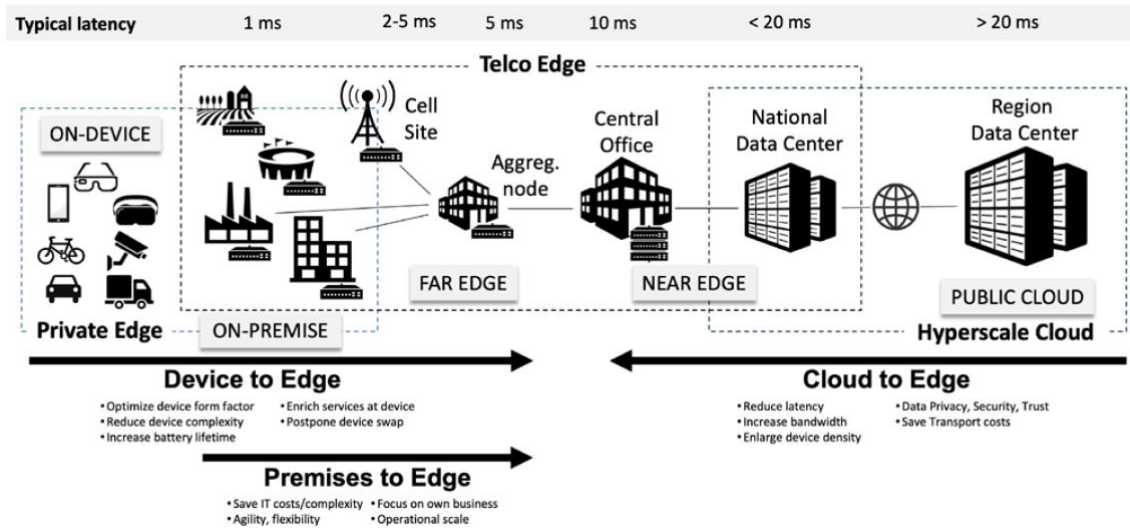 Typical latency 1 ms 2-5 ms 5 ms 10 ms < 20 ms > 20 ms
Telco Edge
ON-DEVICE
Cell
Site
Aggreg.
node
Central
Office
National
Data Center
Region
Data Center
FAR EDGE
NEAR EDGE
PUBLIC CLOUD
Private Edge
ON-PREMISE
Hyperscale Cloud
Device to Edge
• Optimize device form factor
• Reduce device complexity
• Increase battery lifetime
• Enrich services at device
• Postpone device swap
Cloud to Edge
• Reduce latency
• Increase bandwidth
• Enlarge device density
• Data Privacy, Security, Trust
• Save Transport costs
Premises to Edge
• Save IT costs/complexity
• Agility, flexibility
• Focus on own business
• Operational scale